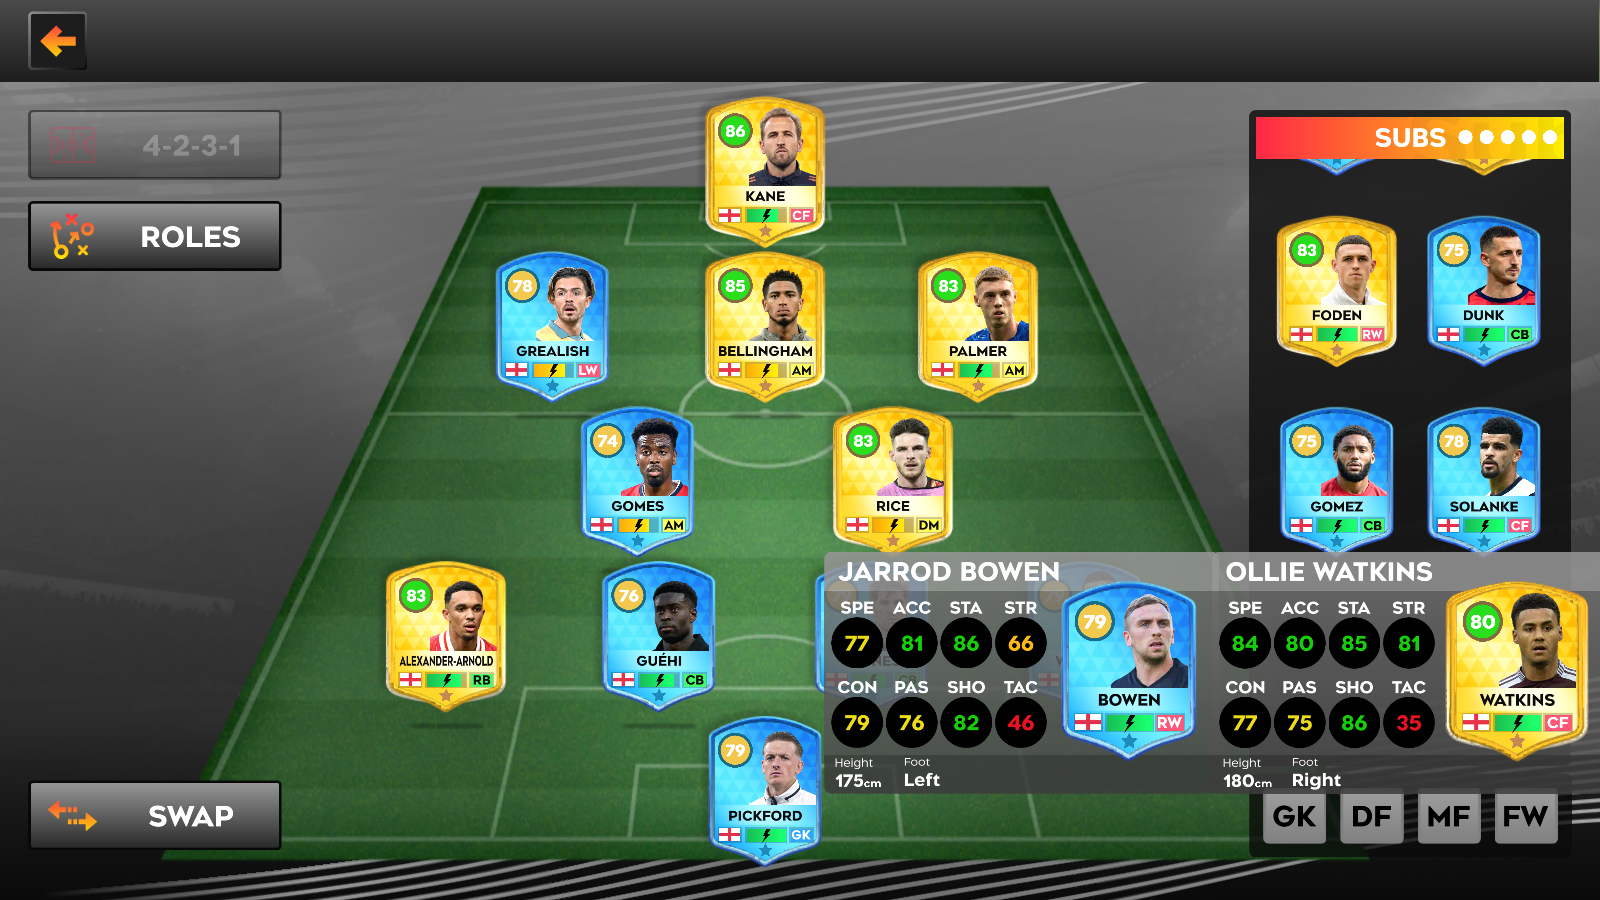 4-2-3-1
ROLES
SWAP
SUBS
86
KANE
CF
78
GREALISH
LW
85
BELLINGHAM
AM
83
PALMER
AM
74
GOMES
AM
83
RICE
DM
83
ALEXANDER-ARNOLD
RB
76
GUÉHI
CB
79
PICKFORD
GK
83
FODEN
RW
75
DUNK
CB
75
GOMEZ
CB
78
SOLANKE
CF
JARROD BOWEN
SPE ACC STA STR
77 81 86 66
CON PAS SHO TAC
79 76 82 46
Height Foot
175cm Left
79
BOWEN
RW
OLLIE WATKINS
SPE ACC STA STR
84 80 85 81
CON PAS SHO TAC
77 75 86 35
Height Foot
180cm Right
80
WATKINS
CF
GK DF MF FW